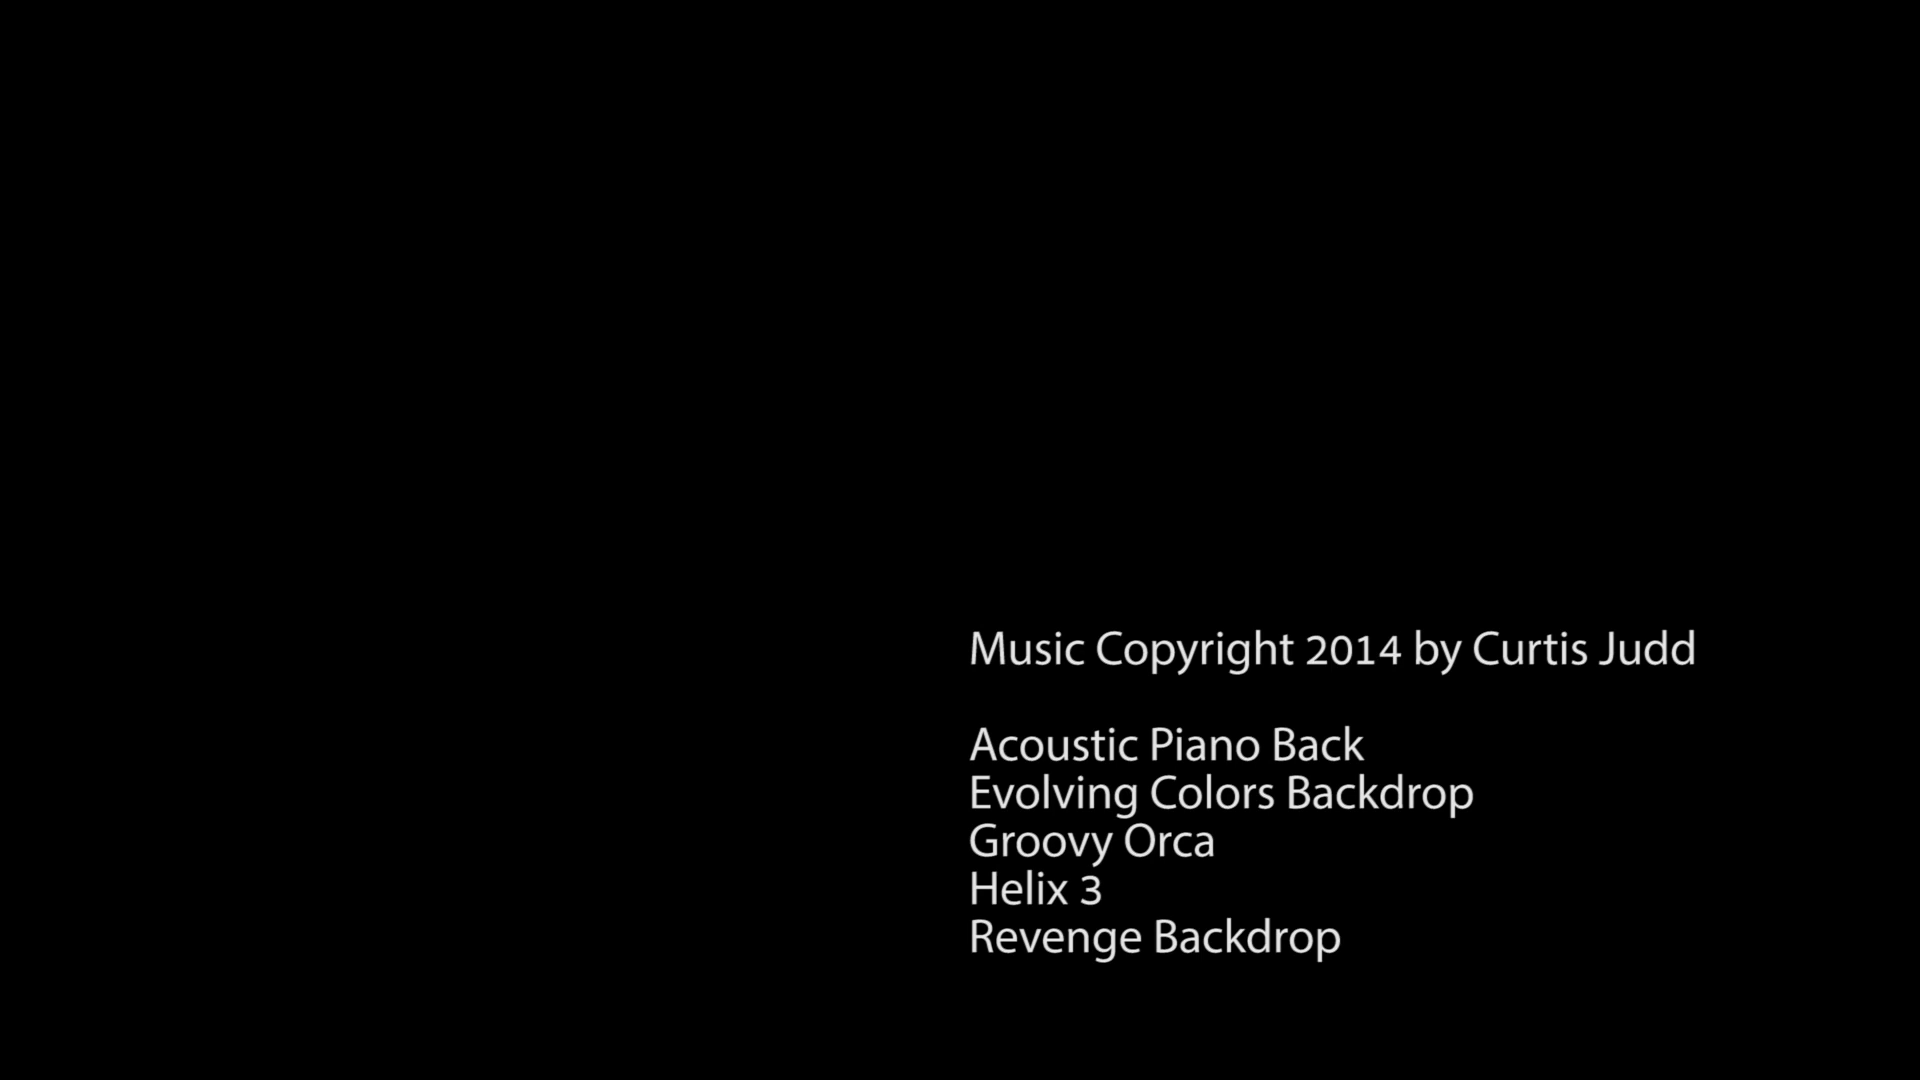 Music Copyright 2014 by Curtis Judd
Acoustic Piano Back
Evolving Colors Backdrop
Groovy Orca
Helix 3
Revenge Backdrop